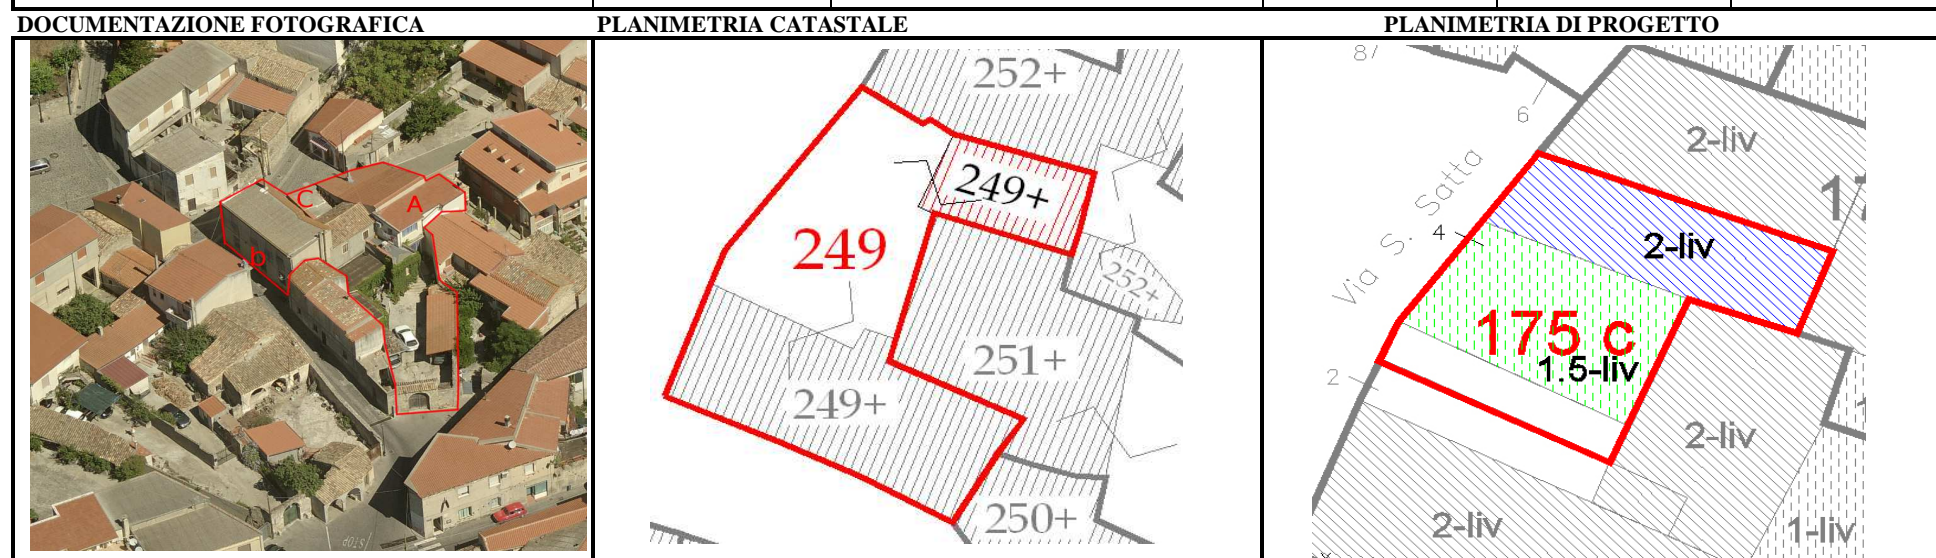 DOCUMENTAZIONE FOTOGRAFICA
PLANIMETRIA CATASTALE
PLANIMETRIA DI PROGETTO
A
b
C
STOP
252+
249+
249
252+
251+
249+
250+
6
2-liv
Via S. Satta
4
2-liv
175 c
1.5-liv
2
2-liv
2-liv
1-liv